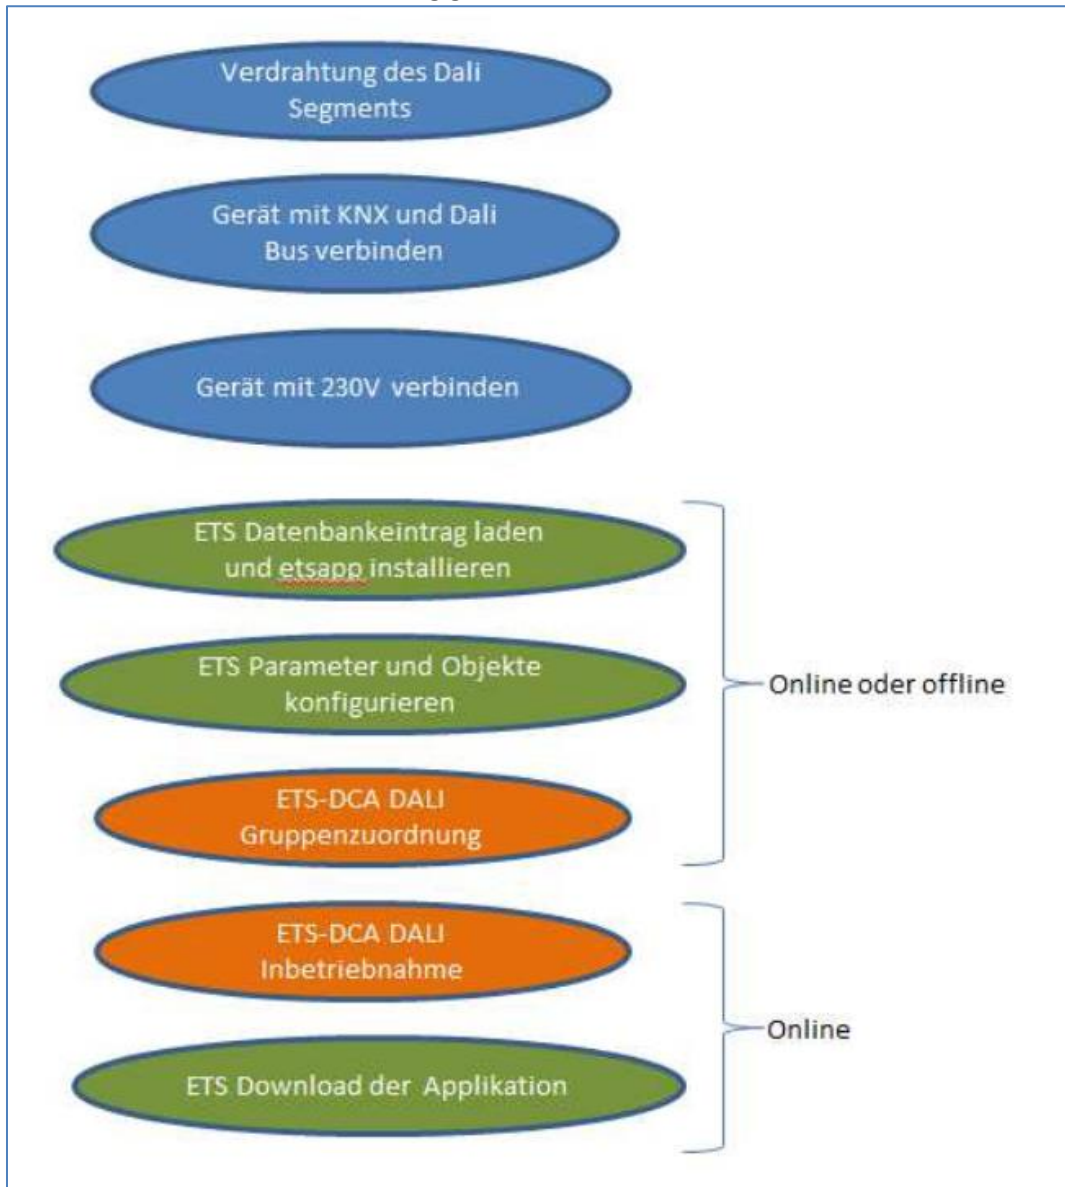 Verdrahtung des Dali
Segments
Gerät mit KNX und Dali
Bus verbinden
Gerät mit 230V verbinden
ETS Datenbankeintrag laden
und etsapp installieren
ETS Parameter und Objekte
konfigurieren
Online oder offline
ETS-DCA DALI
Gruppenzuordnung
ETS-DCA DALI
Inbetriebnahme
Online
ETS Download der Applikation